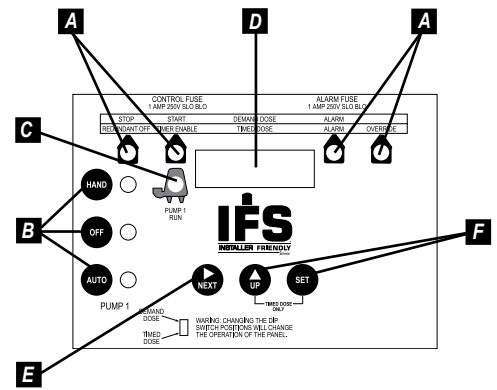 A
D
A
CONTROL FUSE
1 AMP 250V SLO BLO
ALARM FUSE
1 AMP 250V SLO BLO
STOP START DEMAND DOSE ALARM
REDUNDANT OFF TIMER ENABLE TIMED DOSE ALARM OVERRIDE
C
HAND
PUMP 1
RUN
B
OFF
IFS
INSTALLER FRIENDLY
F
AUTO
NEXT
UP
SET
PUMP 1
TIMED DOSE
ONLY
DEMAND
DOSE
TIMED
DOSE
WARING: CHANGING THE DIP
SWITCH POSITIONS WILL CHANGE
THE OPERATION OF THE PANEL.
E